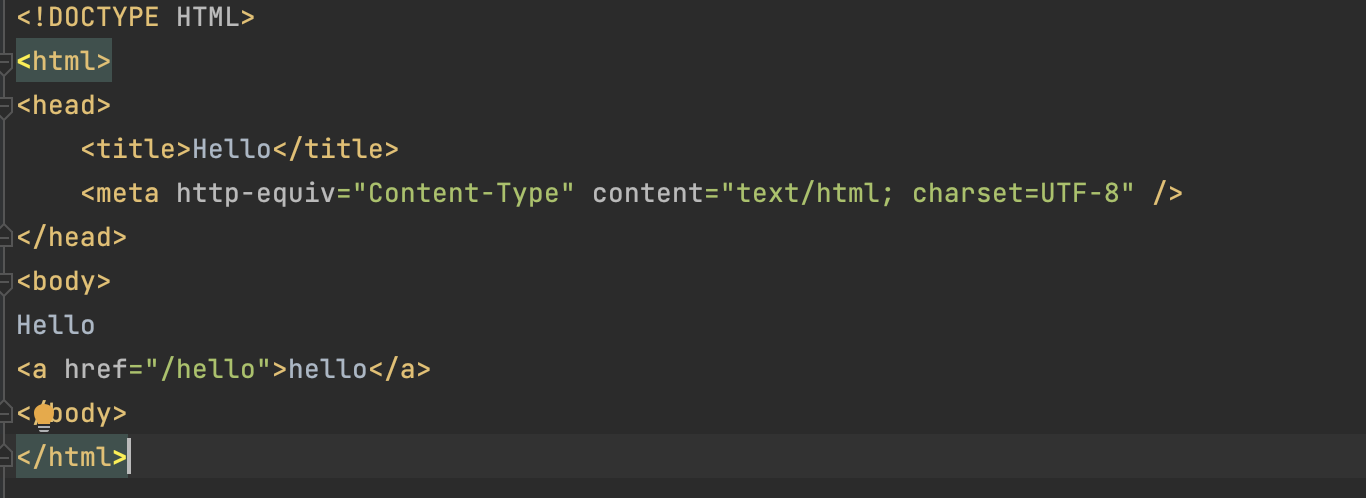 <!DOCTYPE HTML>
<html>
<head>
    <title>Hello</title>
    <meta http-equiv="Content-Type" content="text/html; charset=UTF-8" />
</head>
<body>
Hello
<a href="/hello">hello</a>
</body>
</html>